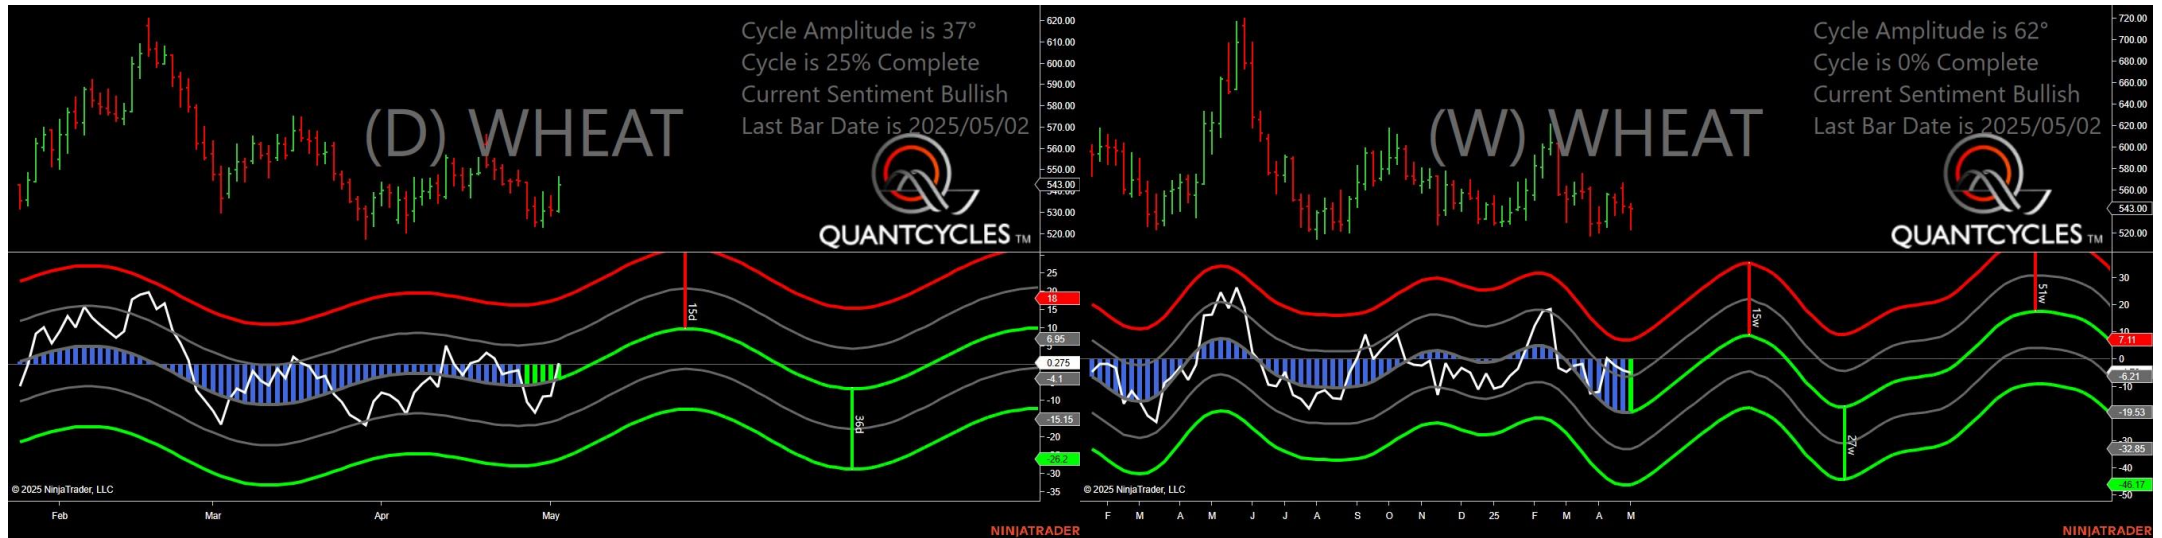 Cycle Amplitude is 37°
Cycle is 25% Complete
Current Sentiment Bullish
Last Bar Date is 2025/05/02
(D) WHEAT
QUANTCYCLES TM
620.00
610.00
600.00
590.00
580.00
570.00
560.00
550.00
543.00
540.00
530.00
520.00
15d
36d
25
20
18
15
10
6.95
5
0.275
-4.1
-10
-15.15
-20
-26.2
-30
-35
© 2025 NinjaTrader, LLC
Feb
Mar
Apr
May
NINJATRADER
Cycle Amplitude is 62°
Cycle is 0% Complete
Current Sentiment Bullish
Last Bar Date is 2025/05/02
(W) WHEAT
QUANTCYCLES TM
720.00
700.00
680.00
660.00
640.00
620.00
600.00
580.00
560.00
543.00
520.00
15w
27w
51w
30
20
10
7.11
0
-6.21
-10
-19.53
-30
-32.85
-40
-46.17
-50
© 2025 NinjaTrader, LLC
F
M
A
M
J
J
A
S
O
N
D
25
F
M
A
M
NINJATRADER